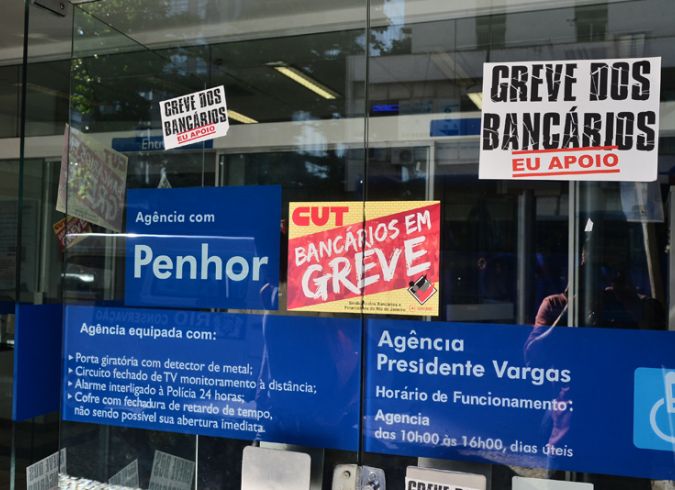 GREVE DOS
BANCÁRIOS
EU APOIO
GREVE DOS
BANCÁRIOS
EU APOIO
Agência com
Penhor
CUT
BANCÁRIOS EM
GREVE
Agência equipada com:
▸ Porta giratória com detector de metal;
▸ Circuito fechado de TV monitoramento à distância;
▸ Alarme interligado à Polícia 24 horas;
▸ Cofre com fechadura de retardo de tempo,
não sendo possível sua abertura imediata.
Agência
Presidente Vargas
Horário de Funcionamento:
Agencia
das 10h00 às 16h00, dias úteis
GREVE DOS